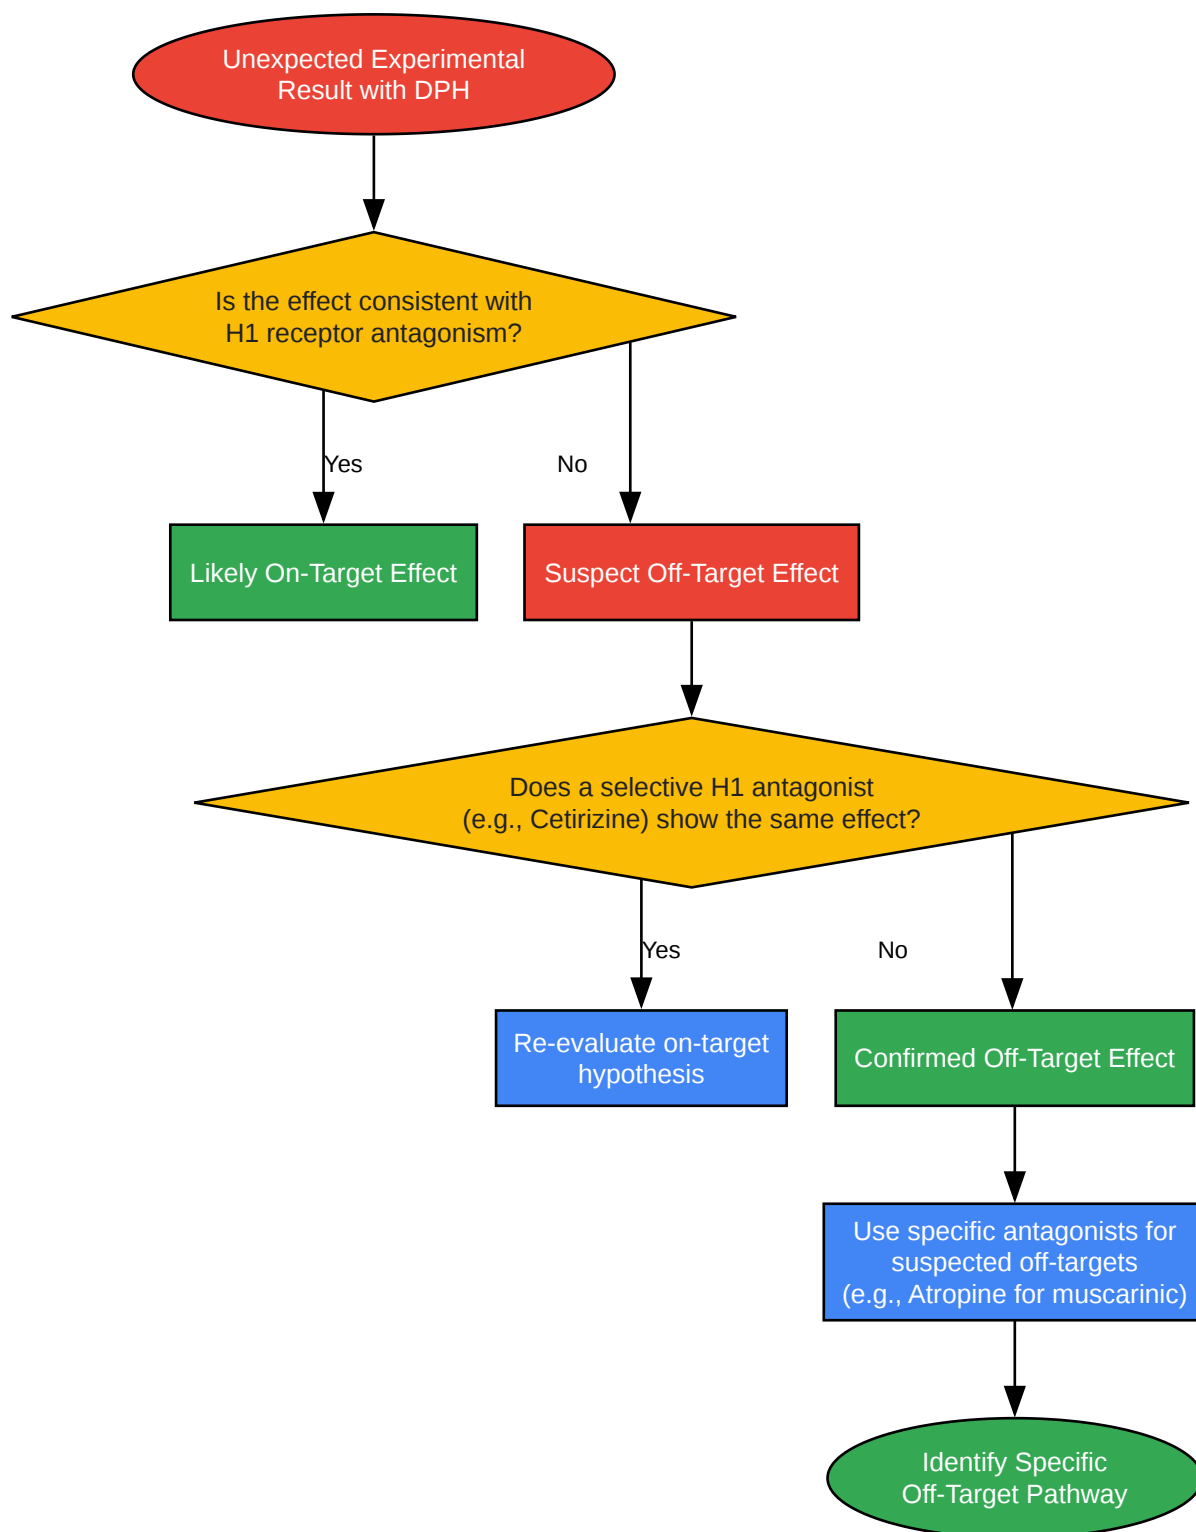 Unexpected Experimental
Result with DPH
Is the effect consistent with
H1 receptor antagonism?
Yes
No
Likely On-Target Effect
Suspect Off-Target Effect
Does a selective H1 antagonist
(e.g., Cetirizine) show the same effect?
Yes
No
Re-evaluate on-target
hypothesis
Confirmed Off-Target Effect
Use specific antagonists for
suspected off-targets
(e.g., Atropine for muscarinic)
Identify Specific
Off-Target Pathway